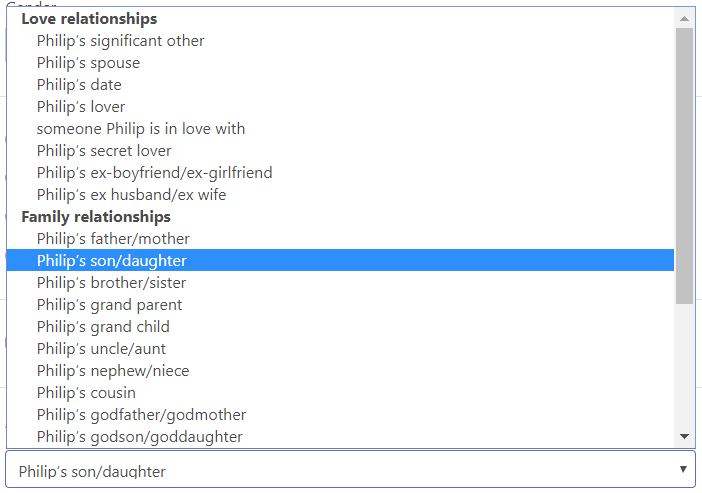 Gender
Love relationships
Philip's significant other
Philip's spouse
Philip's date
Philip's lover
someone Philip is in love with
Philip's secret lover
Philip's ex-boyfriend/ex-girlfriend
Philip's ex husband/ex wife
Family relationships
Philip's father/mother
Philip's son/daughter
Philip's brother/sister
Philip's grand parent
Philip's grand child
Philip's uncle/aunt
Philip's nephew/niece
Philip's cousin
Philip's godfather/godmother
Philip's godson/goddaughter
Philip's son/daughter